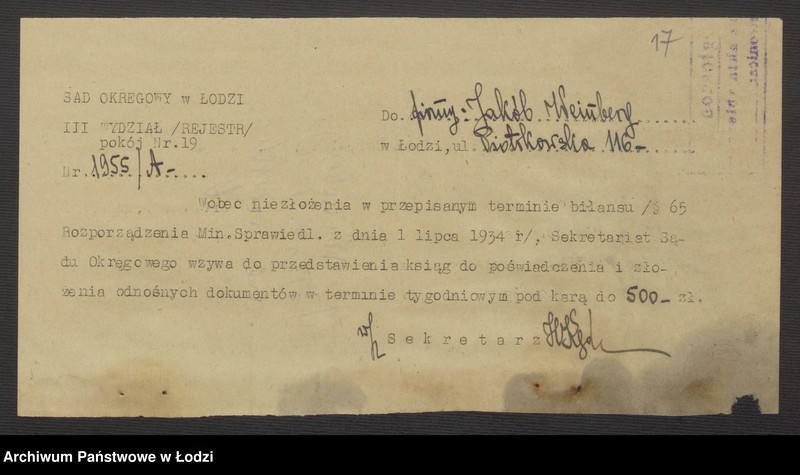 17
SAD OKRĘGOWY w ŁODZI
III WYDZIAŁ /REJESTR/
pokój Nr.19
Nr. 1955/A-.....
Do. firmy: Jakób Weinberg......
w Łodzi, ul. Piotrkowska 116-......
Wobec niezłożenia w przepisanym terminie bilansu /§ 65
Rozporządzenia Min.Sprawiedl. z dnia 1 lipca 1934 r/, Sekretariat Są-
du Okręgowego wzywa do przedstawienia ksiąg do poświadczenia i zło-
żenia odnośnych dokumentów w terminie tygodniowym pod karą do 500- zł.
Sekretarz
Archiwum Państwowe w Łodzi